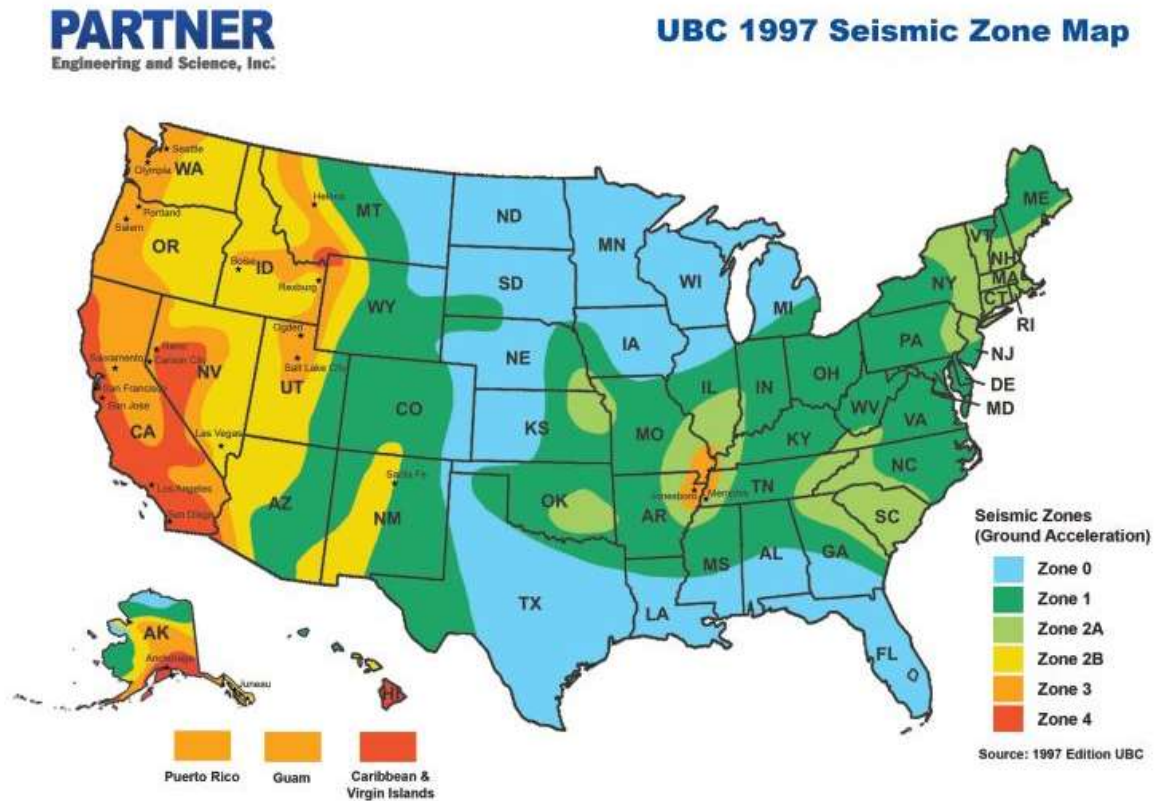 PARTNER
Engineering and Science, Inc.
UBC 1997 Seismic Zone Map
Seattle
Olympia
WA
Portland
Salem
OR
Helena
MT
ND
MN
ME
VT
NH
MA
CT
RI
NY
Boise
ID
Rexburg
SD
WI
MI
WY
Ogden
Salt Lake City
UT
NE
IA
PA
NJ
DE
MD
Reno
Carson City
NV
Sacramento
San Francisco
San Jose
CA
Las Vegas
CO
KS
MO
IL
IN
OH
WV
VA
KY
Los Angeles
San Diego
AZ
Santa Fe
NM
OK
AR
Jonesboro
Memphis
TN
NC
SC
TX
LA
MS
AL
GA
FL
AK
Anchorage
Juneau
HI
Puerto Rico
Guam
Caribbean &
Virgin Islands
Seismic Zones
(Ground Acceleration)
Zone 0
Zone 1
Zone 2A
Zone 2B
Zone 3
Zone 4
Source: 1997 Edition UBC